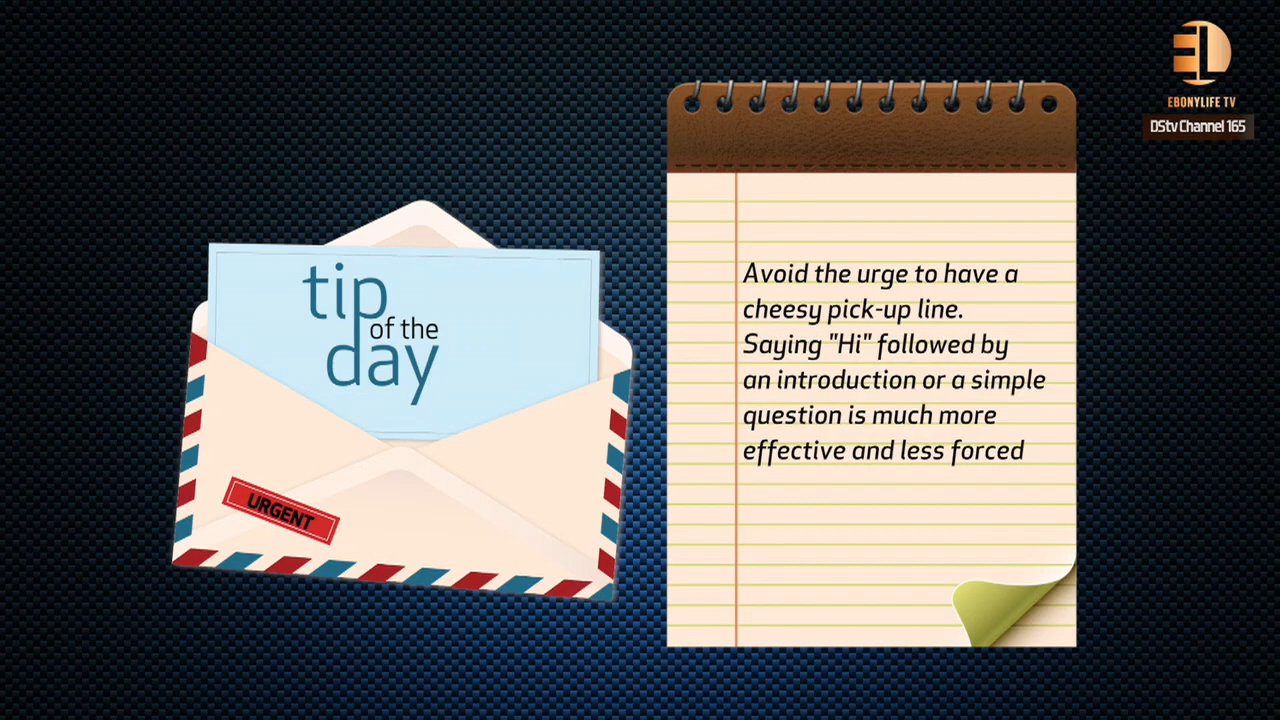 EL
EBONYLIFE TV
DStv Channel 165
tip
of the
day
URGENT
Avoid the urge to have a
cheesy pick-up line.
Saying "Hi" followed by
an introduction or a simple
question is much more
effective and less forced